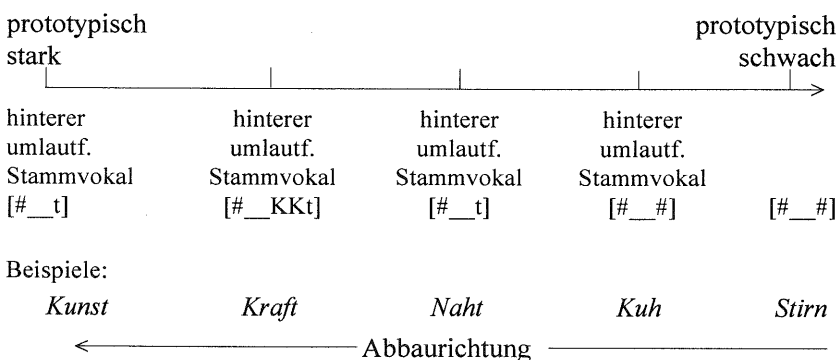 prototypisch prototypisch
stark schwach
hinterer hinterer hinterer hinterer
umlautf. umlautf. umlautf. umlautf.
Stammvokal Stammvokal Stammvokal Stammvokal
[#__t] [#__KKt] [#__t] [#__#] [#__#]
Beispiele:
Kunst Kraft Naht Kuh Stirn
Abbaurichtung